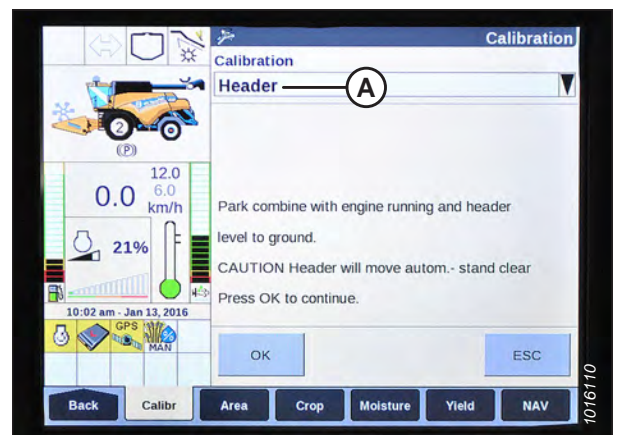 Calibration
Calibration
Header
A
2
(P)
12.0
6.0
0.0
km/h
21%
Park combine with engine running and header
level to ground.
CAUTION Header will move autom.- stand clear
Press OK to continue.
10:02 am - Jan 13, 2016
GPS
MAN
OK
ESC
Back
Calibr
Area
Crop
Moisture
Yield
NAV
1016110